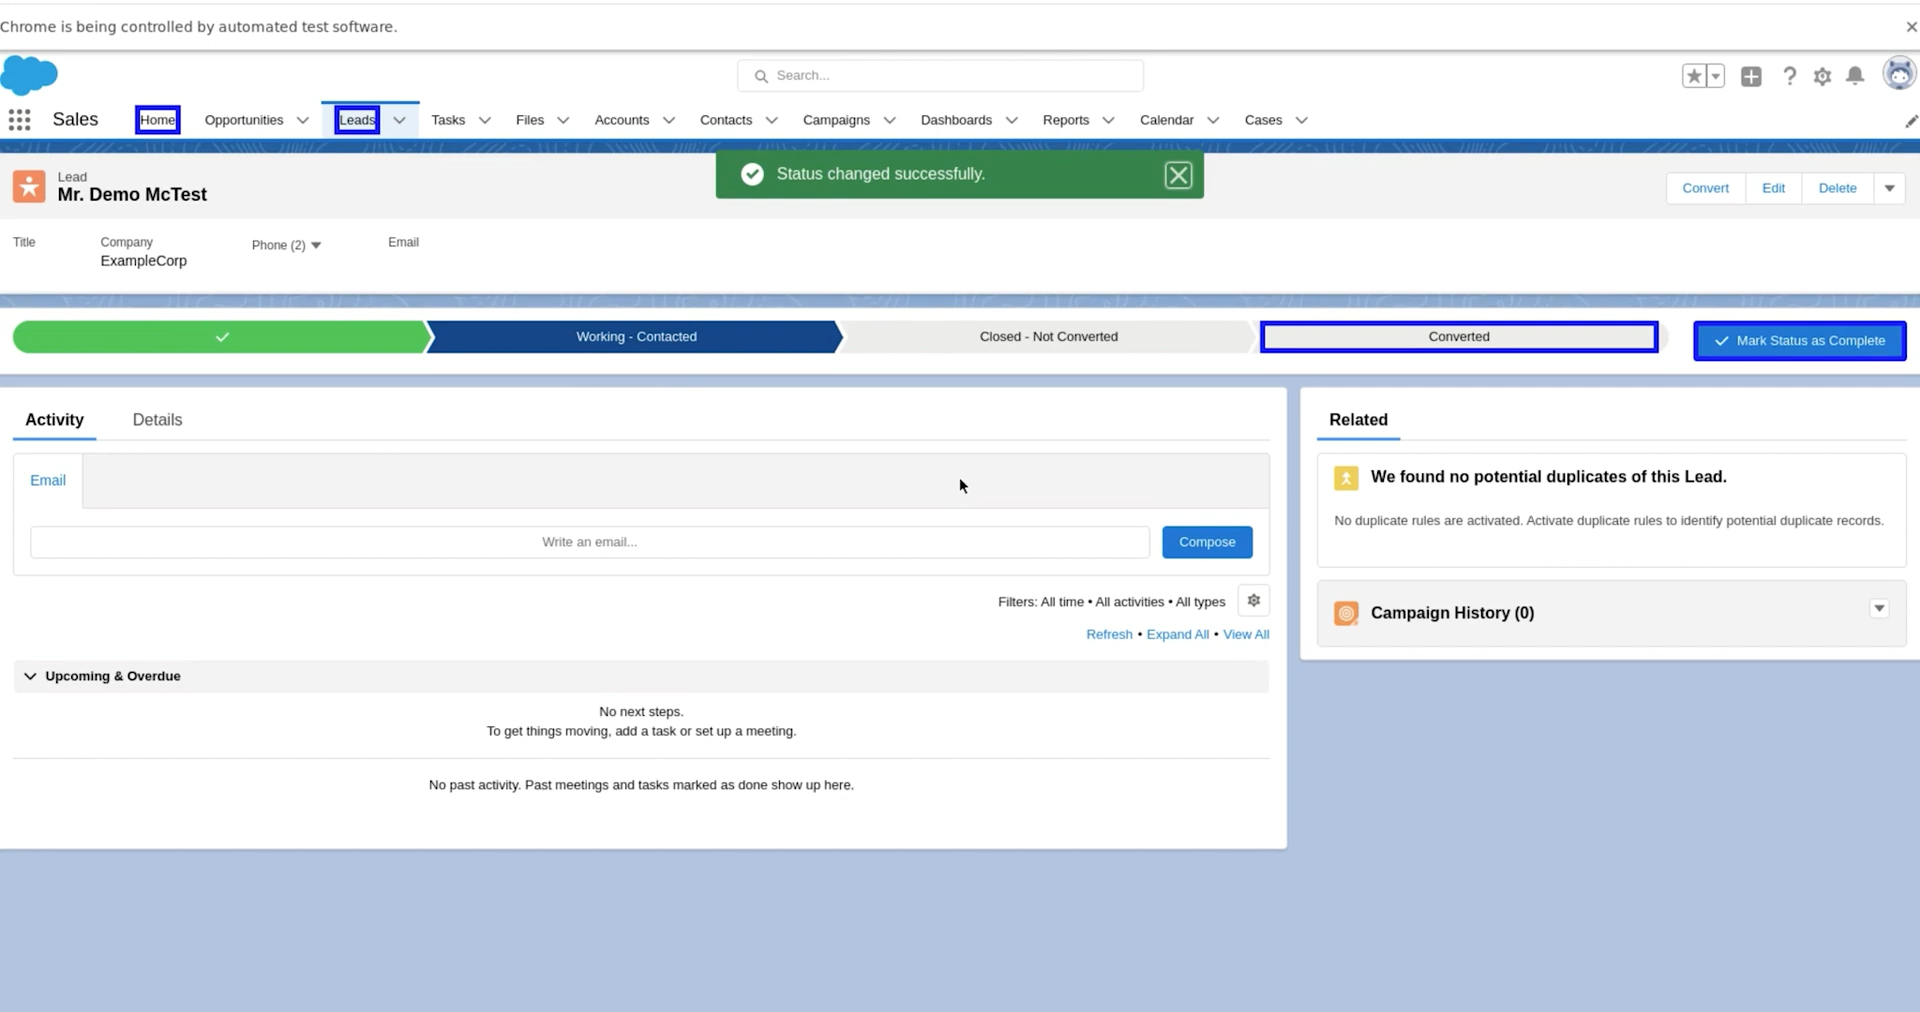 Chrome is being controlled by automated test software.
Search...
Sales
Home
Opportunities
Leads
Tasks
Files
Accounts
Contacts
Campaigns
Dashboards
Reports
Calendar
Cases
Status changed successfully.
Lead
Mr. Demo McTest
Convert
Edit
Delete
Title
Company
Phone (2)
Email
ExampleCorp
Working - Contacted
Closed - Not Converted
Converted
Mark Status as Complete
Activity
Details
Related
Email
We found no potential duplicates of this Lead.
No duplicate rules are activated. Activate duplicate rules to identify potential duplicate records.
Write an email...
Compose
Filters: All time • All activities • All types
Refresh • Expand All • View All
Campaign History (0)
Upcoming & Overdue
No next steps.
To get things moving, add a task or set up a meeting.
No past activity. Past meetings and tasks marked as done show up here.